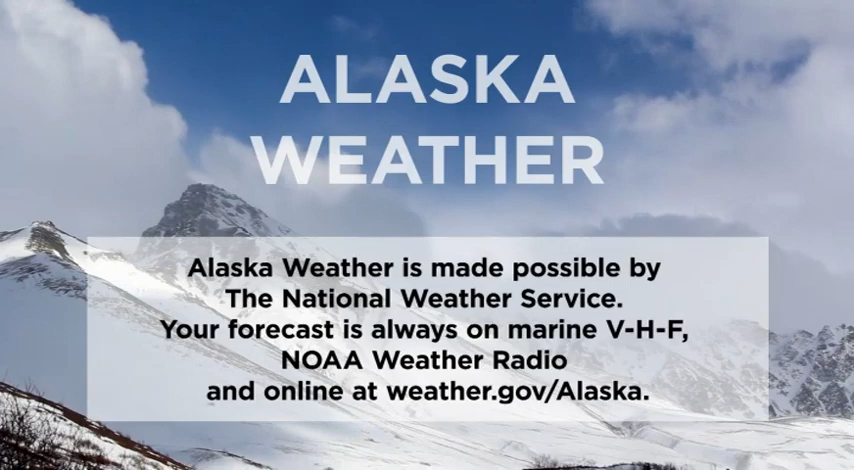 ALASKA
WEATHER
Alaska Weather is made possible by
The National Weather Service.
Your forecast is always on marine V-H-F,
NOAA Weather Radio
and online at weather.gov/Alaska.